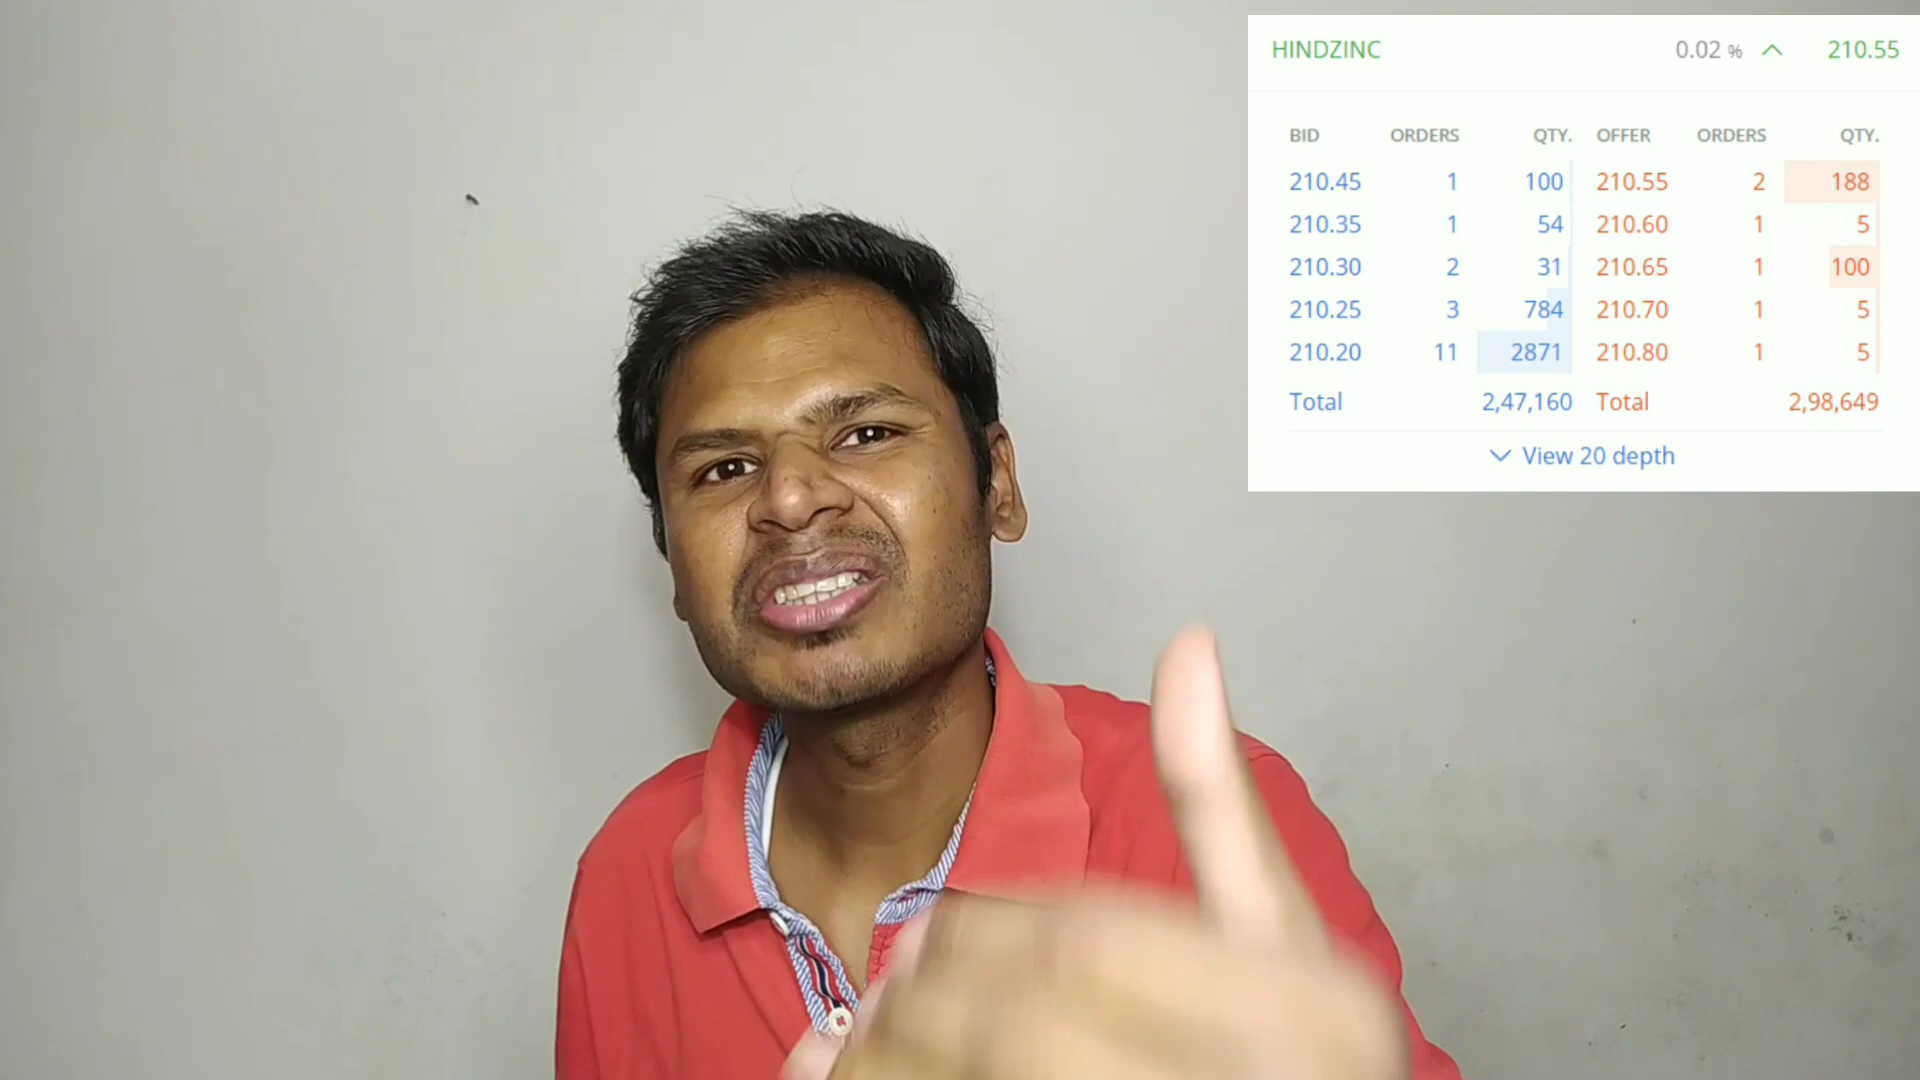 HINDZINC 0.02 % 210.55
BID ORDERS QTY. OFFER ORDERS QTY.
210.45 1 100 210.55 2 188
210.35 1 54 210.60 1 5
210.30 2 31 210.65 1 100
210.25 3 784 210.70 1 5
210.20 11 2871 210.80 1 5
Total 2,47,160 Total 2,98,649
View 20 depth